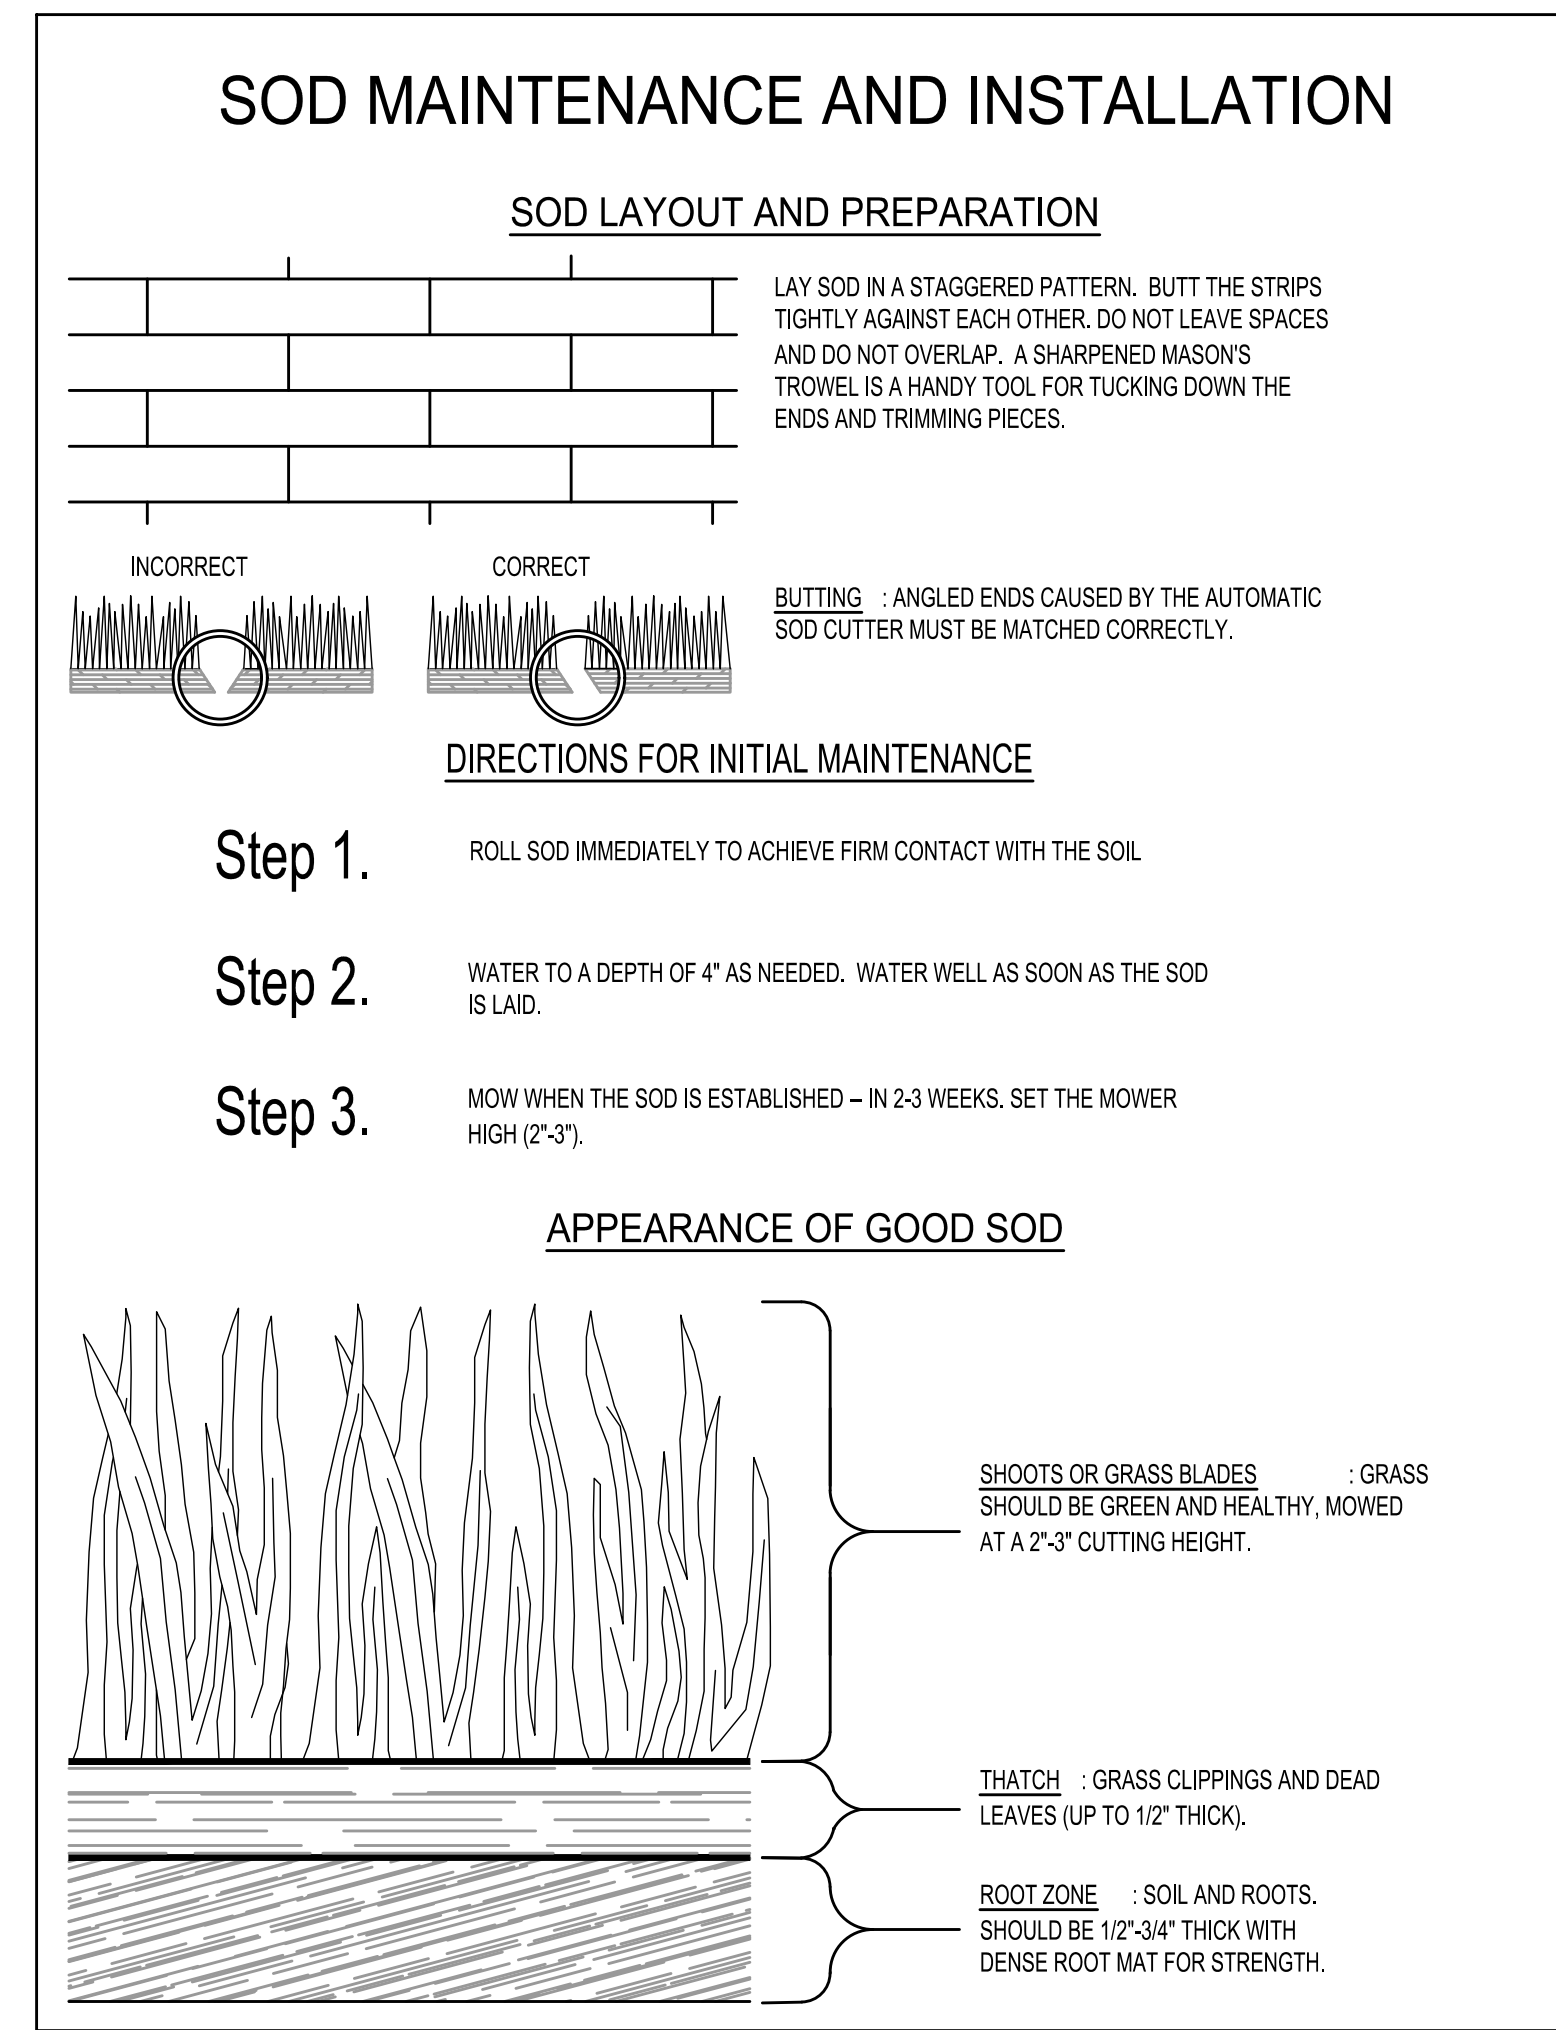 SOD MAINTENANCE AND INSTALLATION
SOD LAYOUT AND PREPARATION
LAY SOD IN A STAGGERED PATTERN. BUTT THE STRIPS
TIGHTLY AGAINST EACH OTHER. DO NOT LEAVE SPACES
AND DO NOT OVERLAP. A SHARPENED MASON'S
TROWEL IS A HANDY TOOL FOR TUCKING DOWN THE
ENDS AND TRIMMING PIECES.
INCORRECT
CORRECT
BUTTING : ANGLED ENDS CAUSED BY THE AUTOMATIC
SOD CUTTER MUST BE MATCHED CORRECTLY.
DIRECTIONS FOR INITIAL MAINTENANCE
Step 1.
ROLL SOD IMMEDIATELY TO ACHIEVE FIRM CONTACT WITH THE SOIL
Step 2.
WATER TO A DEPTH OF 4" AS NEEDED. WATER WELL AS SOON AS THE SOD
IS LAID.
Step 3.
MOW WHEN THE SOD IS ESTABLISHED – IN 2-3 WEEKS. SET THE MOWER
HIGH (2"-3").
APPEARANCE OF GOOD SOD
SHOOTS OR GRASS BLADES : GRASS
SHOULD BE GREEN AND HEALTHY, MOWED
AT A 2"-3" CUTTING HEIGHT.
THATCH : GRASS CLIPPINGS AND DEAD
LEAVES (UP TO 1/2" THICK).
ROOT ZONE : SOIL AND ROOTS.
SHOULD BE 1/2"-3/4" THICK WITH
DENSE ROOT MAT FOR STRENGTH.